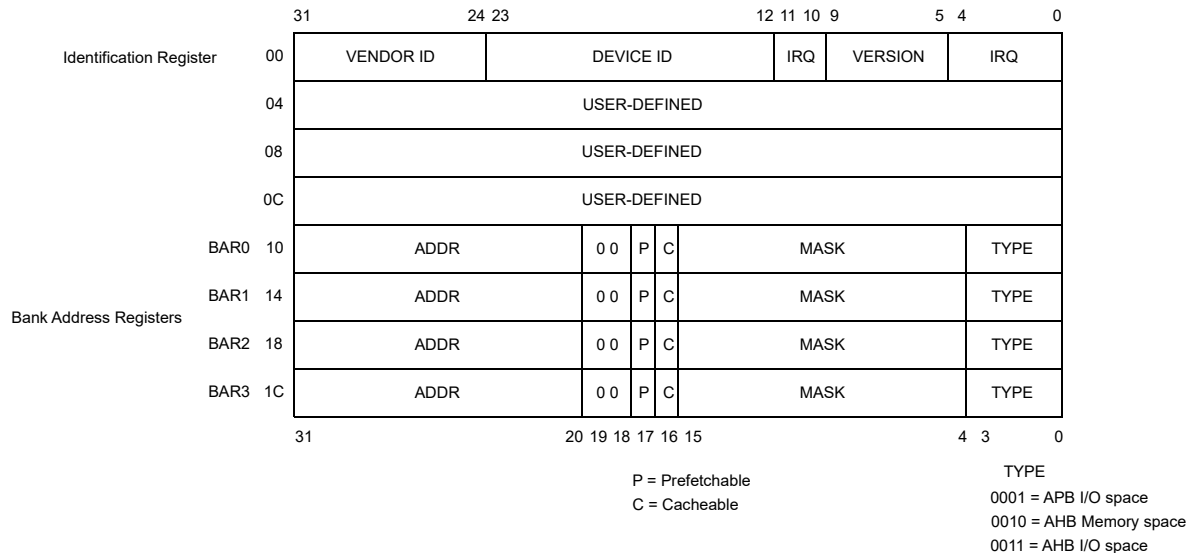 31 24 23 12 11 10 9 5 4 0
Identification Register 00 VENDOR ID DEVICE ID IRQ VERSION IRQ
04 USER-DEFINED
08 USER-DEFINED
0C USER-DEFINED
BAR0 10 ADDR 0 0 P C MASK TYPE
BAR1 14 ADDR 0 0 P C MASK TYPE
Bank Address Registers
BAR2 18 ADDR 0 0 P C MASK TYPE
BAR3 1C ADDR 0 0 P C MASK TYPE
31 20 19 18 17 16 15 4 3 0
P = Prefetchable
C = Cacheable
TYPE
0001 = APB I/O space
0010 = AHB Memory space
0011 = AHB I/O space